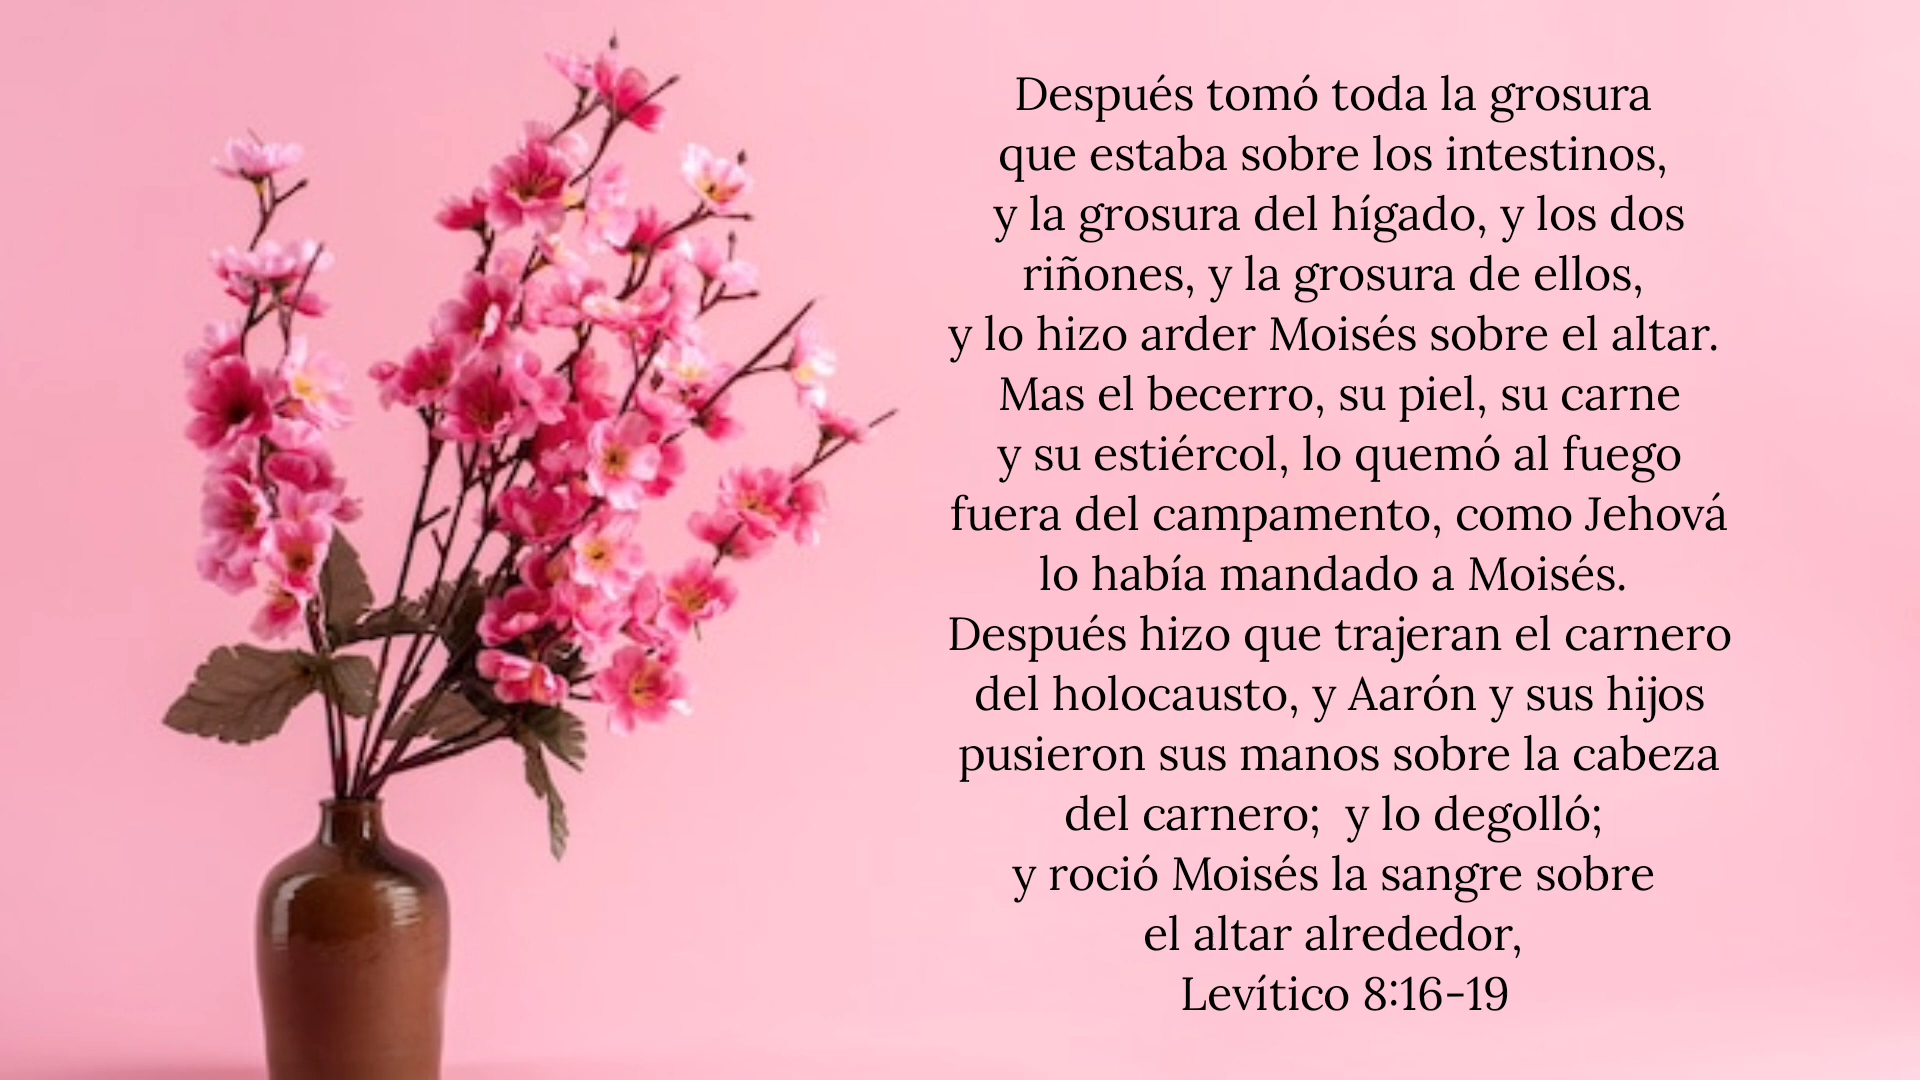 Después tomó toda la grosura
que estaba sobre los intestinos,
y la grosura del hígado, y los dos
riñones, y la grosura de ellos,
y lo hizo arder Moisés sobre el altar.
Mas el becerro, su piel, su carne
y su estiércol, lo quemó al fuego
fuera del campamento, como Jehová
lo había mandado a Moisés.
Después hizo que trajeran el carnero
del holocausto, y Aarón y sus hijos
pusieron sus manos sobre la cabeza
del carnero;  y lo degolló;
y roció Moisés la sangre sobre
el altar alrededor,
Levítico 8:16-19